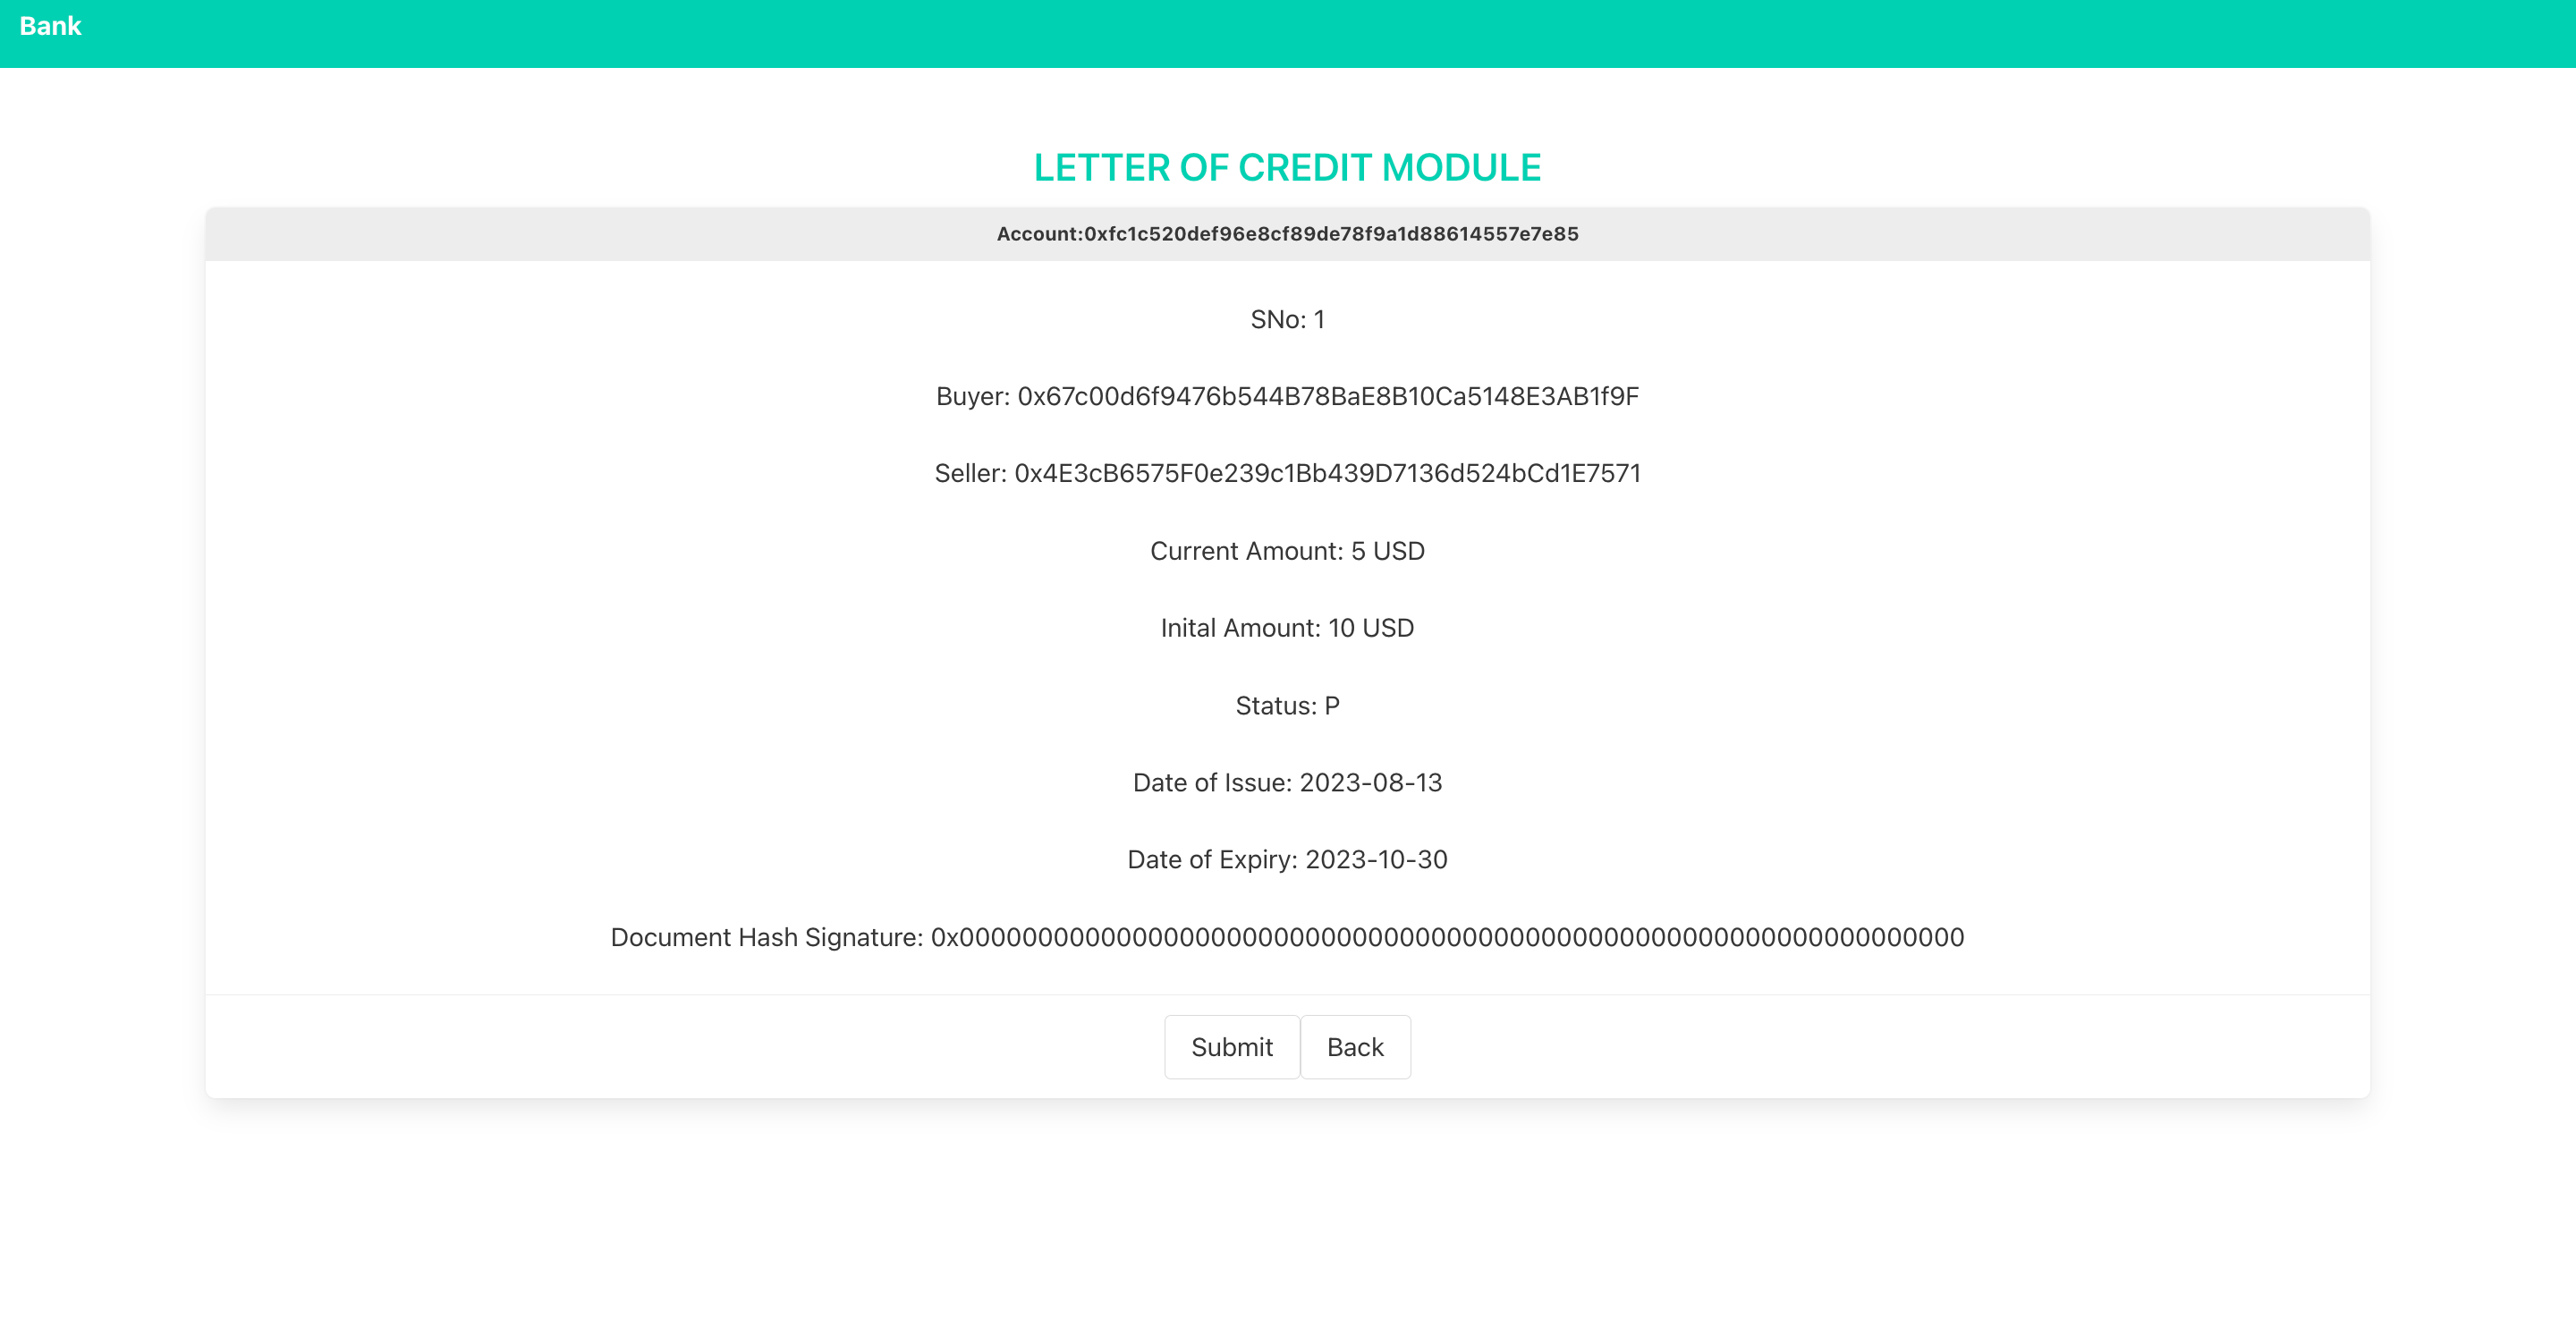 Bank
LETTER OF CREDIT MODULE
Account:0xfc1c520def96e8cf89de78f9a1d88614557e7e85
SNo: 1
Buyer: 0x67c00d6f9476b544B78BaE8B10Ca5148E3AB1f9F
Seller: 0x4E3cB6575F0e239c1Bb439D7136d524bCd1E7571
Current Amount: 5 USD
Inital Amount: 10 USD
Status: P
Date of Issue: 2023-08-13
Date of Expiry: 2023-10-30
Document Hash Signature: 0x0000000000000000000000000000000000000000000000000000000000000000
Submit
Back